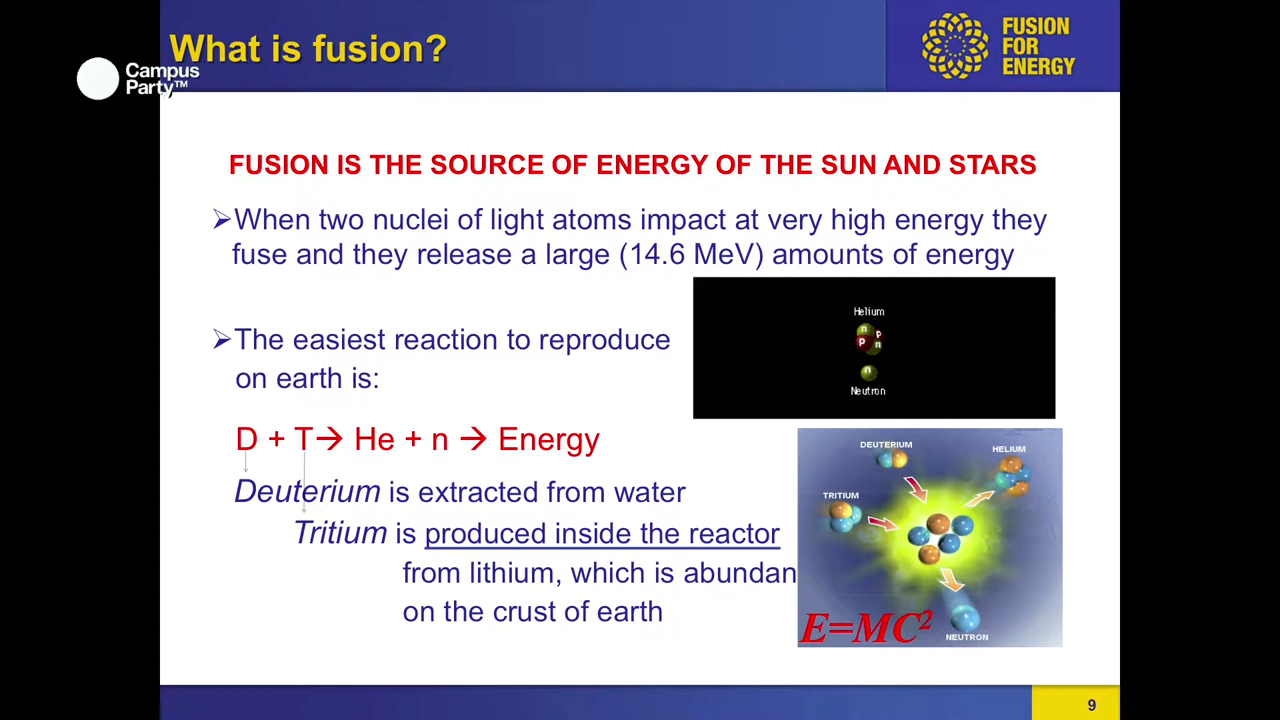 What is fusion?
Campus
Party™
FUSION
FOR
ENERGY
FUSION IS THE SOURCE OF ENERGY OF THE SUN AND STARS
➢When two nuclei of light atoms impact at very high energy they
fuse and they release a large (14.6 MeV) amounts of energy
Helium
n
p
p
n
n
Neutron
➢The easiest reaction to reproduce
on earth is:
D + T→ He + n → Energy
Deuterium is extracted from water
Tritium is produced inside the reactor
from lithium, which is abundan
on the crust of earth
DEUTERIUM
HELIUM
TRITIUM
E=MC²
NEUTRON
9